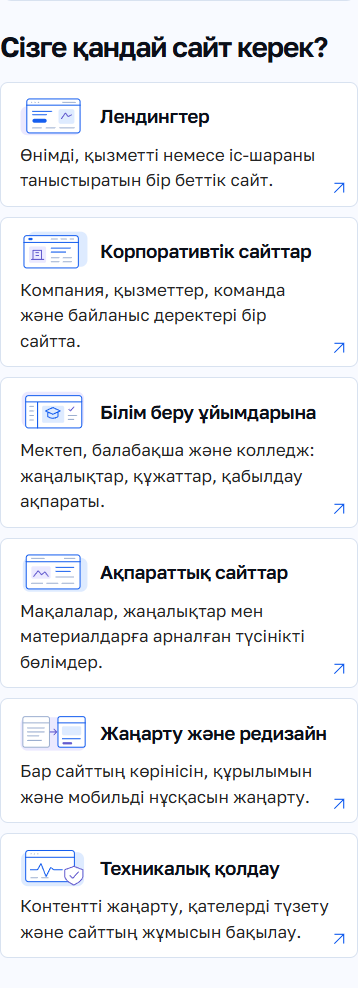 Сізге қандай сайт керек?
Лендингтер
Өнімді, қызметті немесе іс-шараны
таныстыратын бір беттік сайт.
Корпоративтік сайттар
Компания, қызметтер, команда
және байланыс деректері бір
сайтта.
Білім беру ұйымдарына
Мектеп, балабақша және колледж:
жаңалықтар, құжаттар, қабылдау
ақпараты.
Ақпараттық сайттар
Мақалалар, жаңалықтар мен
материалдарға арналған түсінікті
бөлімдер.
Жаңарту және редизайн
Бар сайттың көрінісін, құрылымын
және мобильді нұсқасын жаңарту.
Техникалық қолдау
Контентті жаңарту, қателерді түзету
және сайттың жұмысын бақылау.